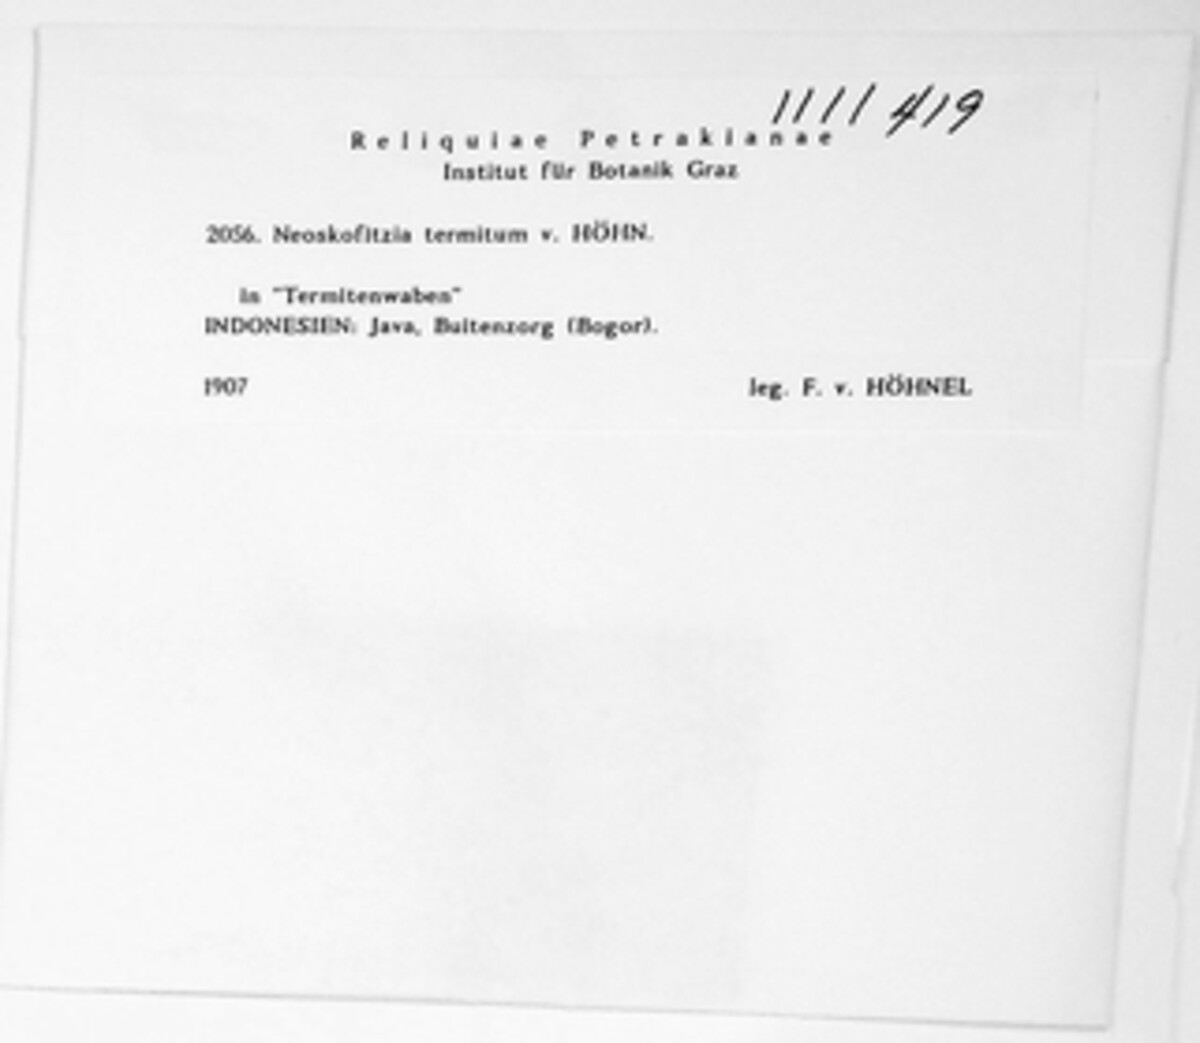 1111419
Reliquiae Petrakianae
Institut für Botanik Graz
2056. Neoskofitzia termitum v. HÖHN.
in "Termitenwaben"
INDONESIEN: Java, Buitenzorg (Bogor).
1907 leg. F. v. HÖHNEL